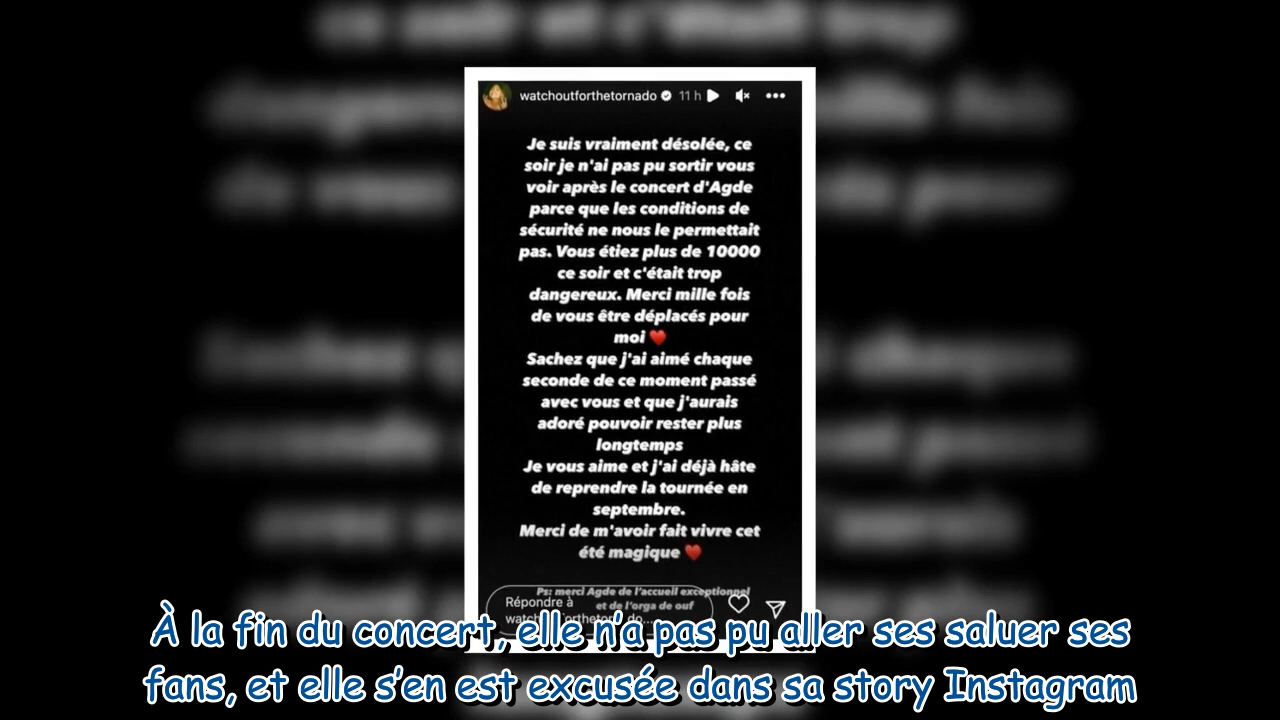 watchoutforthetornado 11 h
Je suis vraiment désolée, ce
soir je n'ai pas pu sortir vous
voir après le concert d'Agde
parce que les conditions de
sécurité ne nous le permettait
pas. Vous étiez plus de 10000
ce soir et c'était trop
dangereux. Merci mille fois
de vous être déplacés pour
moi ❤️
Sachez que j'ai aimé chaque
seconde de ce moment passé
avec vous et que j'aurais
adoré pouvoir rester plus
longtemps
Je vous aime et j'ai déjà hâte
de reprendre la tournée en
septembre.
Merci de m'avoir fait vivre cet
été magique ❤️
Ps: merci Agde de l'accueil exceptionnel
et de l'orga de ouf
Répondre à
À la fin du concert, elle n'a pas pu aller ses saluer ses
fans, et elle s'en est excusée dans sa story Instagram